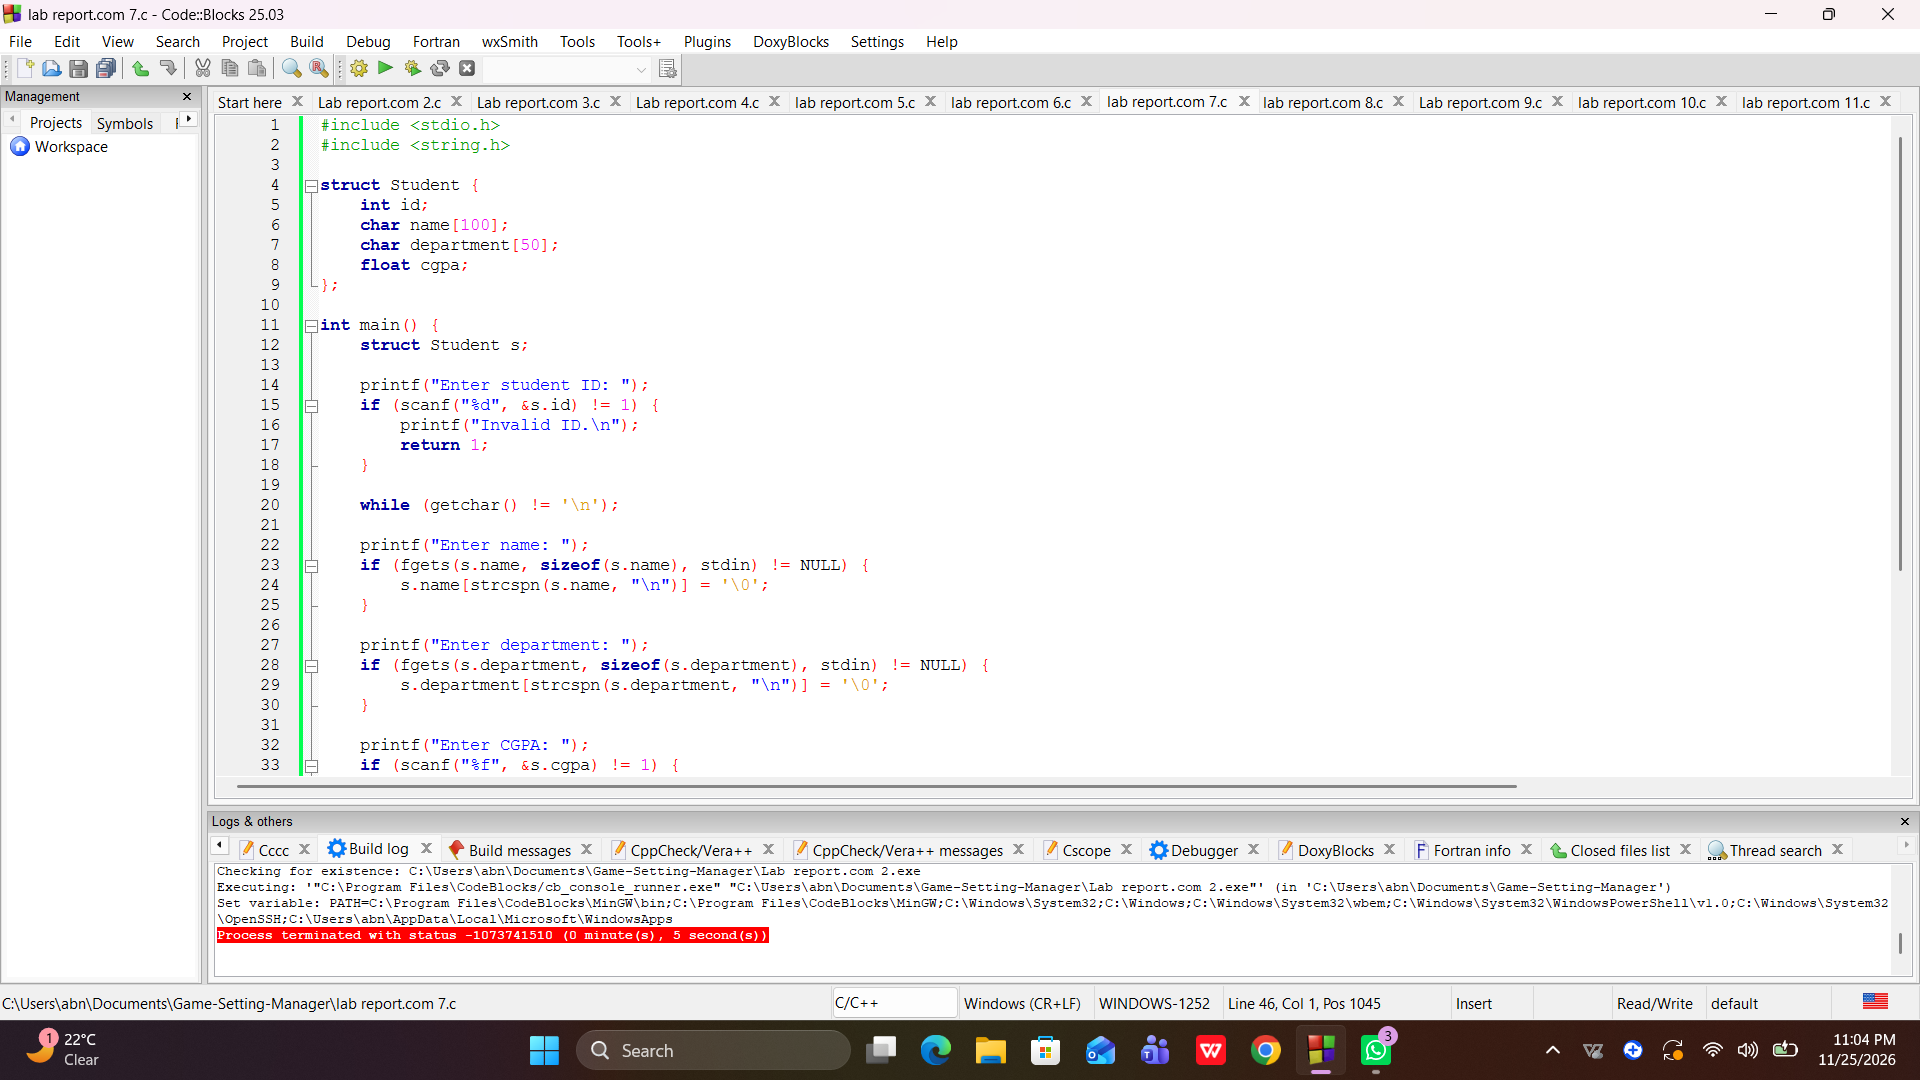 lab report.com 7.c - Code::Blocks 25.03
File Edit View Search Project Build Debug Fortran wxSmith Tools Tools+ Plugins DoxyBlocks Settings Help
Management
Projects Symbols
Workspace
Start here Lab report.com 2.c Lab report.com 3.c Lab report.com 4.c lab report.com 5.c lab report.com 6.c lab report.com 7.c lab report.com 8.c Lab report.com 9.c lab report.com 10.c lab report.com 11.c
1 #include <stdio.h>
2 #include <string.h>
3
4 struct Student {
5 int id;
6 char name[100];
7 char department[50];
8 float cgpa;
9 };
10
11 int main() {
12 struct Student s;
13
14 printf("Enter student ID: ");
15 if (scanf("%d", &s.id) != 1) {
16 printf("Invalid ID.\n");
17 return 1;
18 }
19
20 while (getchar() != '\n');
21
22 printf("Enter name: ");
23 if (fgets(s.name, sizeof(s.name), stdin) != NULL) {
24 s.name[strcspn(s.name, "\n")] = '\0';
25 }
26
27 printf("Enter department: ");
28 if (fgets(s.department, sizeof(s.department), stdin) != NULL) {
29 s.department[strcspn(s.department, "\n")] = '\0';
30 }
31
32 printf("Enter CGPA: ");
33 if (scanf("%f", &s.cgpa) != 1) {
Logs & others
Cccc Build log Build messages CppCheck/Vera++ CppCheck/Vera++ messages Cscope Debugger DoxyBlocks Fortran info Closed files list Thread search
Checking for existence: C:\Users\abn\Documents\Game-Setting-Manager\Lab report.com 2.exe
Executing: '"C:\Program Files\CodeBlocks/cb_console_runner.exe" "C:\Users\abn\Documents\Game-Setting-Manager\Lab report.com 2.exe"' (in 'C:\Users\abn\Documents\Game-Setting-Manager')
Set variable: PATH=C:\Program Files\CodeBlocks\MinGW\bin;C:\Program Files\CodeBlocks\MinGW;C:\Windows\System32;C:\Windows;C:\Windows\System32\wbem;C:\Windows\System32\WindowsPowerShell\v1.0;C:\Windows\System32
\OpenSSH;C:\Users\abn\AppData\Local\Microsoft\WindowsApps
Process terminated with status -1073741510 (0 minute(s), 5 second(s))
C:\Users\abn\Documents\Game-Setting-Manager\lab report.com 7.c C/C++ Windows (CR+LF) WINDOWS-1252 Line 46, Col 1, Pos 1045 Insert Read/Write default
1 22°C
Clear
Search
3
11:04 PM
11/25/2026